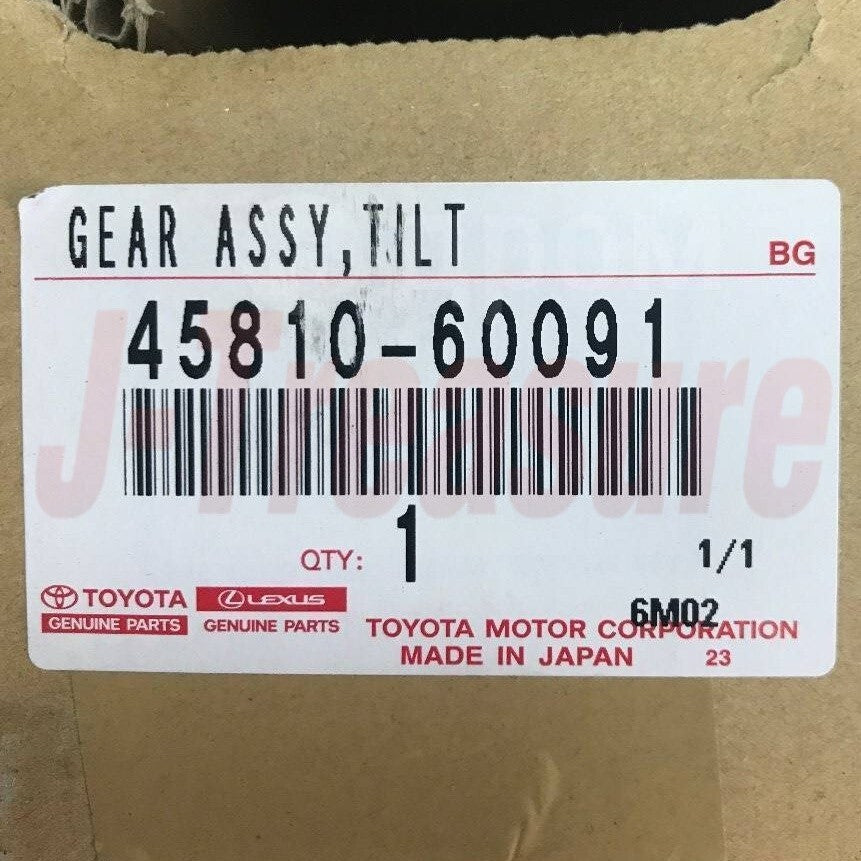 GEAR ASSY,TILT
BG
45810-60091
J-Treasure
QTY: 1
1/1
TOYOTA
LEXUS
6M02
GENUINE PARTS
GENUINE PARTS
TOYOTA MOTOR CORPORATION
MADE IN JAPAN 23